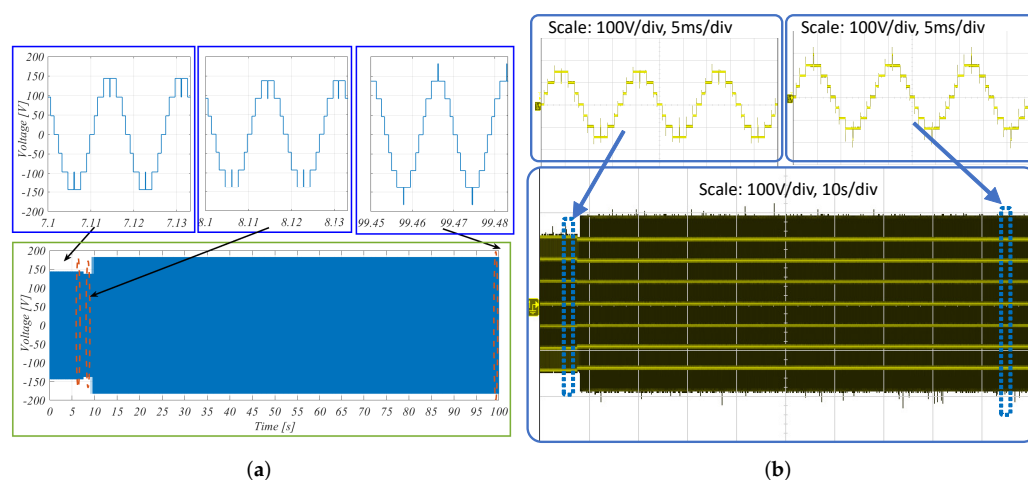 Scale: 100V/div, 5ms/div
Scale: 100V/div, 5ms/div
Voltage [V]
200
150
100
50
0
-50
-100
-150
-200
7.1 7.11 7.12 7.13
8.1 8.11 8.12 8.13
99.45 99.46 99.47 99.48
Scale: 100V/div, 10s/div
Voltage [V]
200
150
100
50
0
-50
-100
-150
-200
0 5 10 15 20 25 30 35 40 45 50 55 60 65 70 75 80 85 90 95 100
Time [s]
(a)
(b)